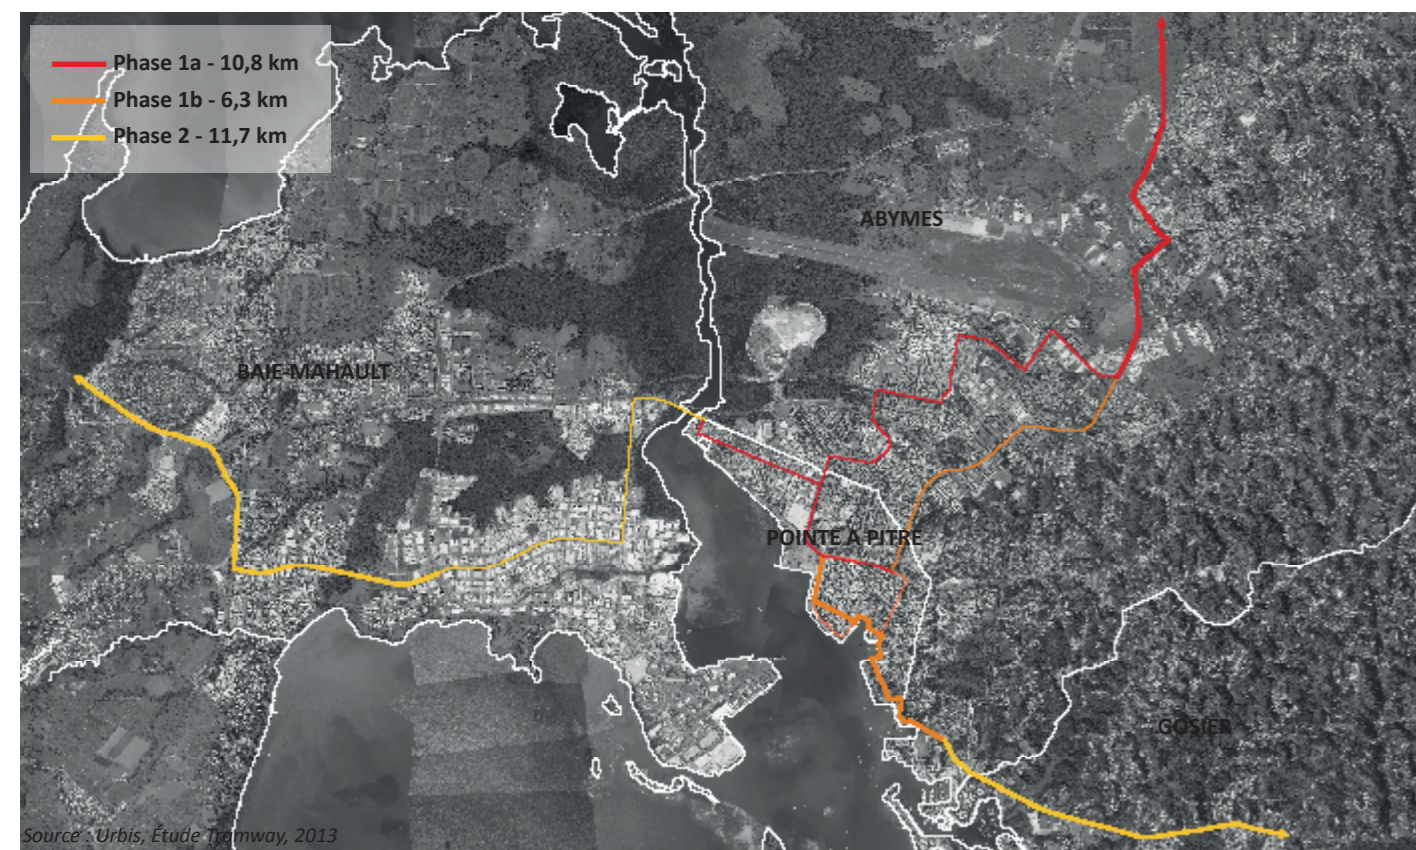 Phase 1a - 10,8 km
Phase 1b - 6,3 km
Phase 2 - 11,7 km
ABYMES
BAIE-MAHAULT
POINTE À PITRE
GOSIER
Source : Urbis, Étude Tramway, 2013